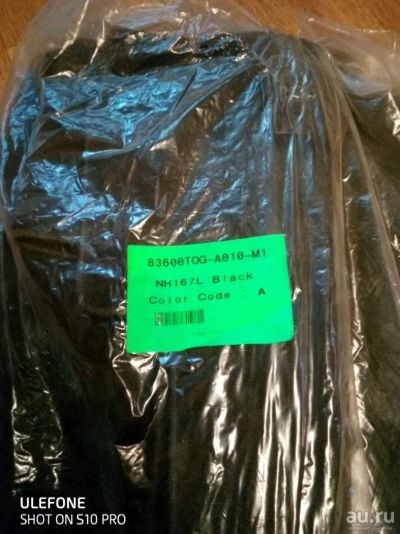 83600TOG-A010-M1
NH167L Black
Color Code : A
ULEFONE
SHOT ON S10 PRO
au.ru